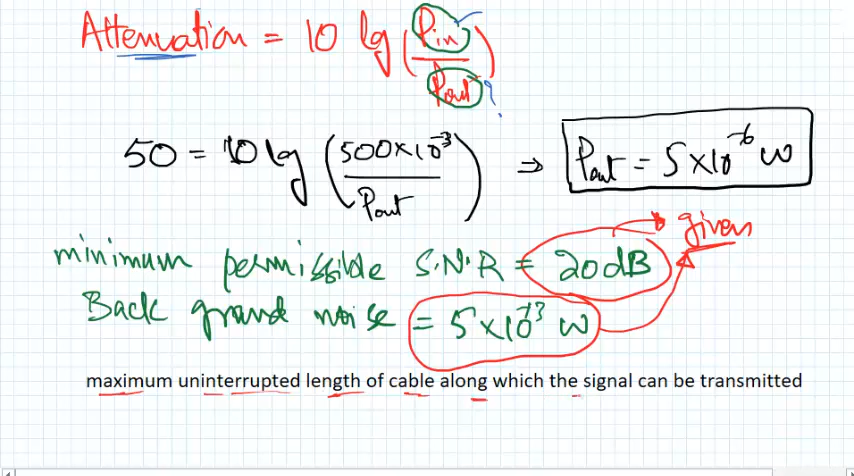 Attenuation = 10 lg (Pin / Pout) ?
50 = 10 lg (500×10⁻³ / Pout) ⇒ Pout = 5×10⁻⁶ W
given
minimum permissible S.N.R = 20dB
Back grand noise = 5×10⁻¹³ W
maximum uninterrupted length of cable along which the signal can be transmitted